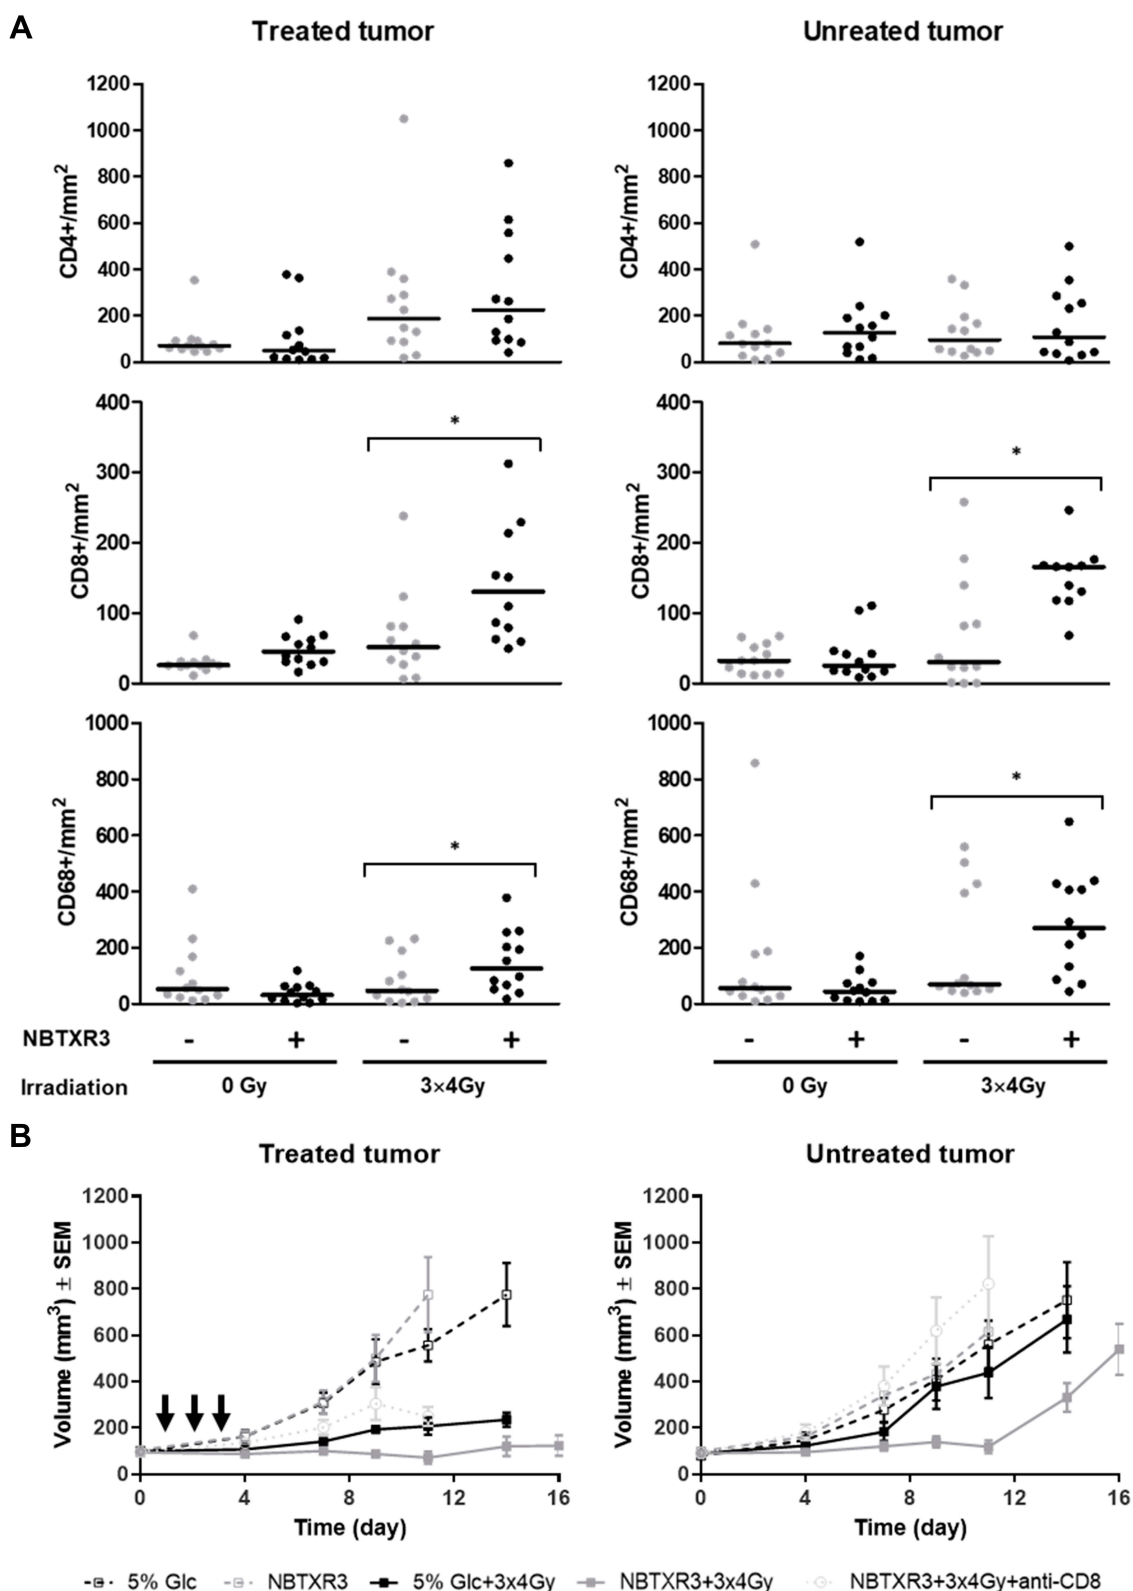 A
Treated tumor
Unreated tumor
CD4+/mm2
1200
1000
800
600
400
200
0
CD4+/mm2
1200
1000
800
600
400
200
0
CD8+/mm2
400
300
200
100
0
*
CD8+/mm2
400
300
200
100
0
*
CD68+/mm2
1000
800
600
400
200
0
*
CD68+/mm2
1000
800
600
400
200
0
*
NBTXR3 - + - + - + - +
Irradiation 0 Gy 3×4Gy 0 Gy 3×4Gy
B
Treated tumor
Untreated tumor
Volume (mm3) ± SEM
1200
1000
800
600
400
200
0
0 4 8 12 16
Time (day)
Volume (mm3) ± SEM
1200
1000
800
600
400
200
0
0 4 8 12 16
Time (day)
5% Glc NBTXR3 5% Glc+3x4Gy NBTXR3+3x4Gy NBTXR3+3x4Gy+anti-CD8